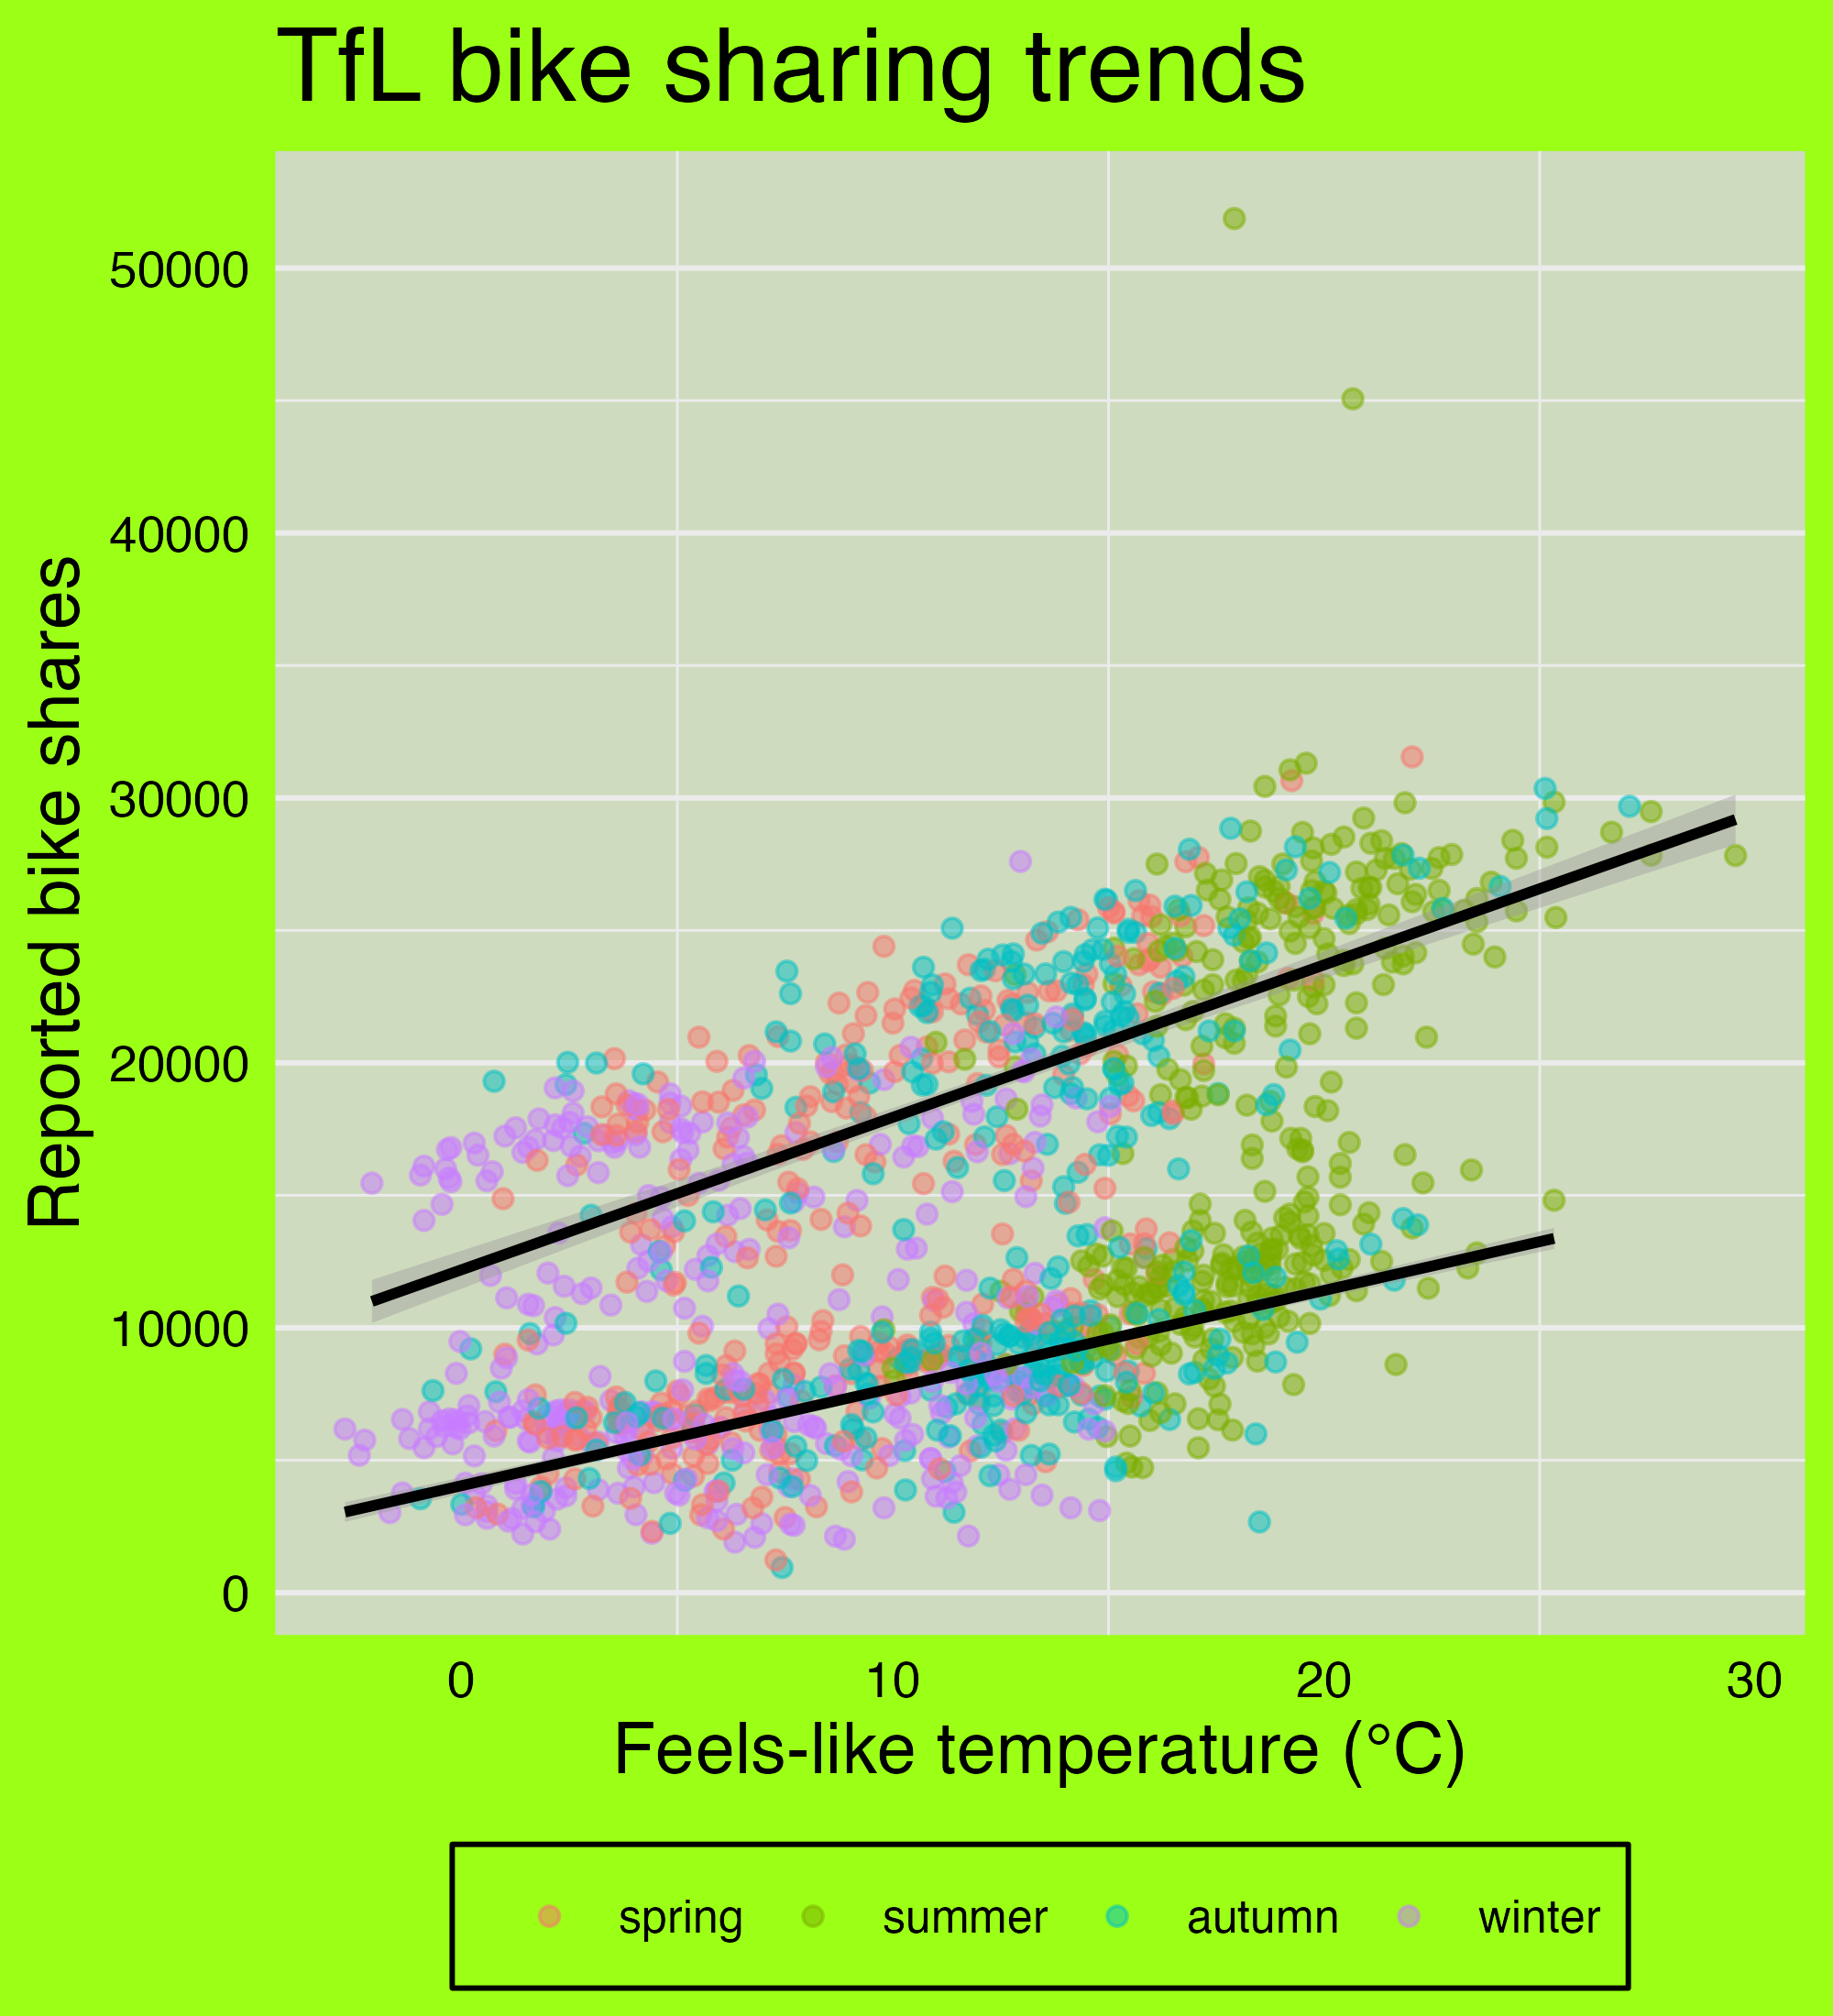 TfL bike sharing trends
Reported bike shares
50000
40000
30000
20000
10000
0
0 10 20 30
Feels-like temperature (°C)
spring summer autumn winter